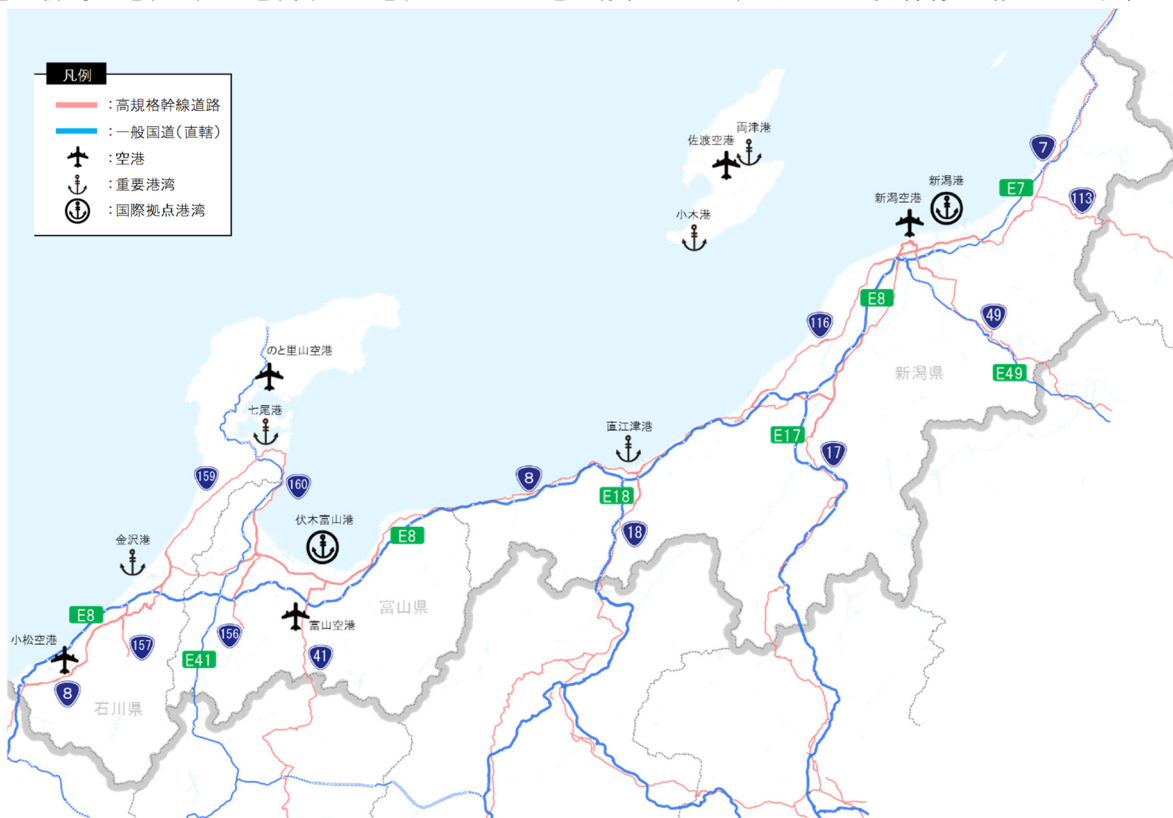 凡例
：高規格幹線道路
：一般国道（直轄）
：空港
：重要港湾
：国際拠点港湾
両津港
佐渡空港
小木港
新潟港
新潟空港
7
E7
113
E8
116
49
新潟県
E49
のと里山空港
七尾港
直江津港
E17
17
159
160
8
E18
18
伏木富山港
金沢港
E8
E8
富山県
小松空港
富山空港
157
156
41
E41
8
石川県